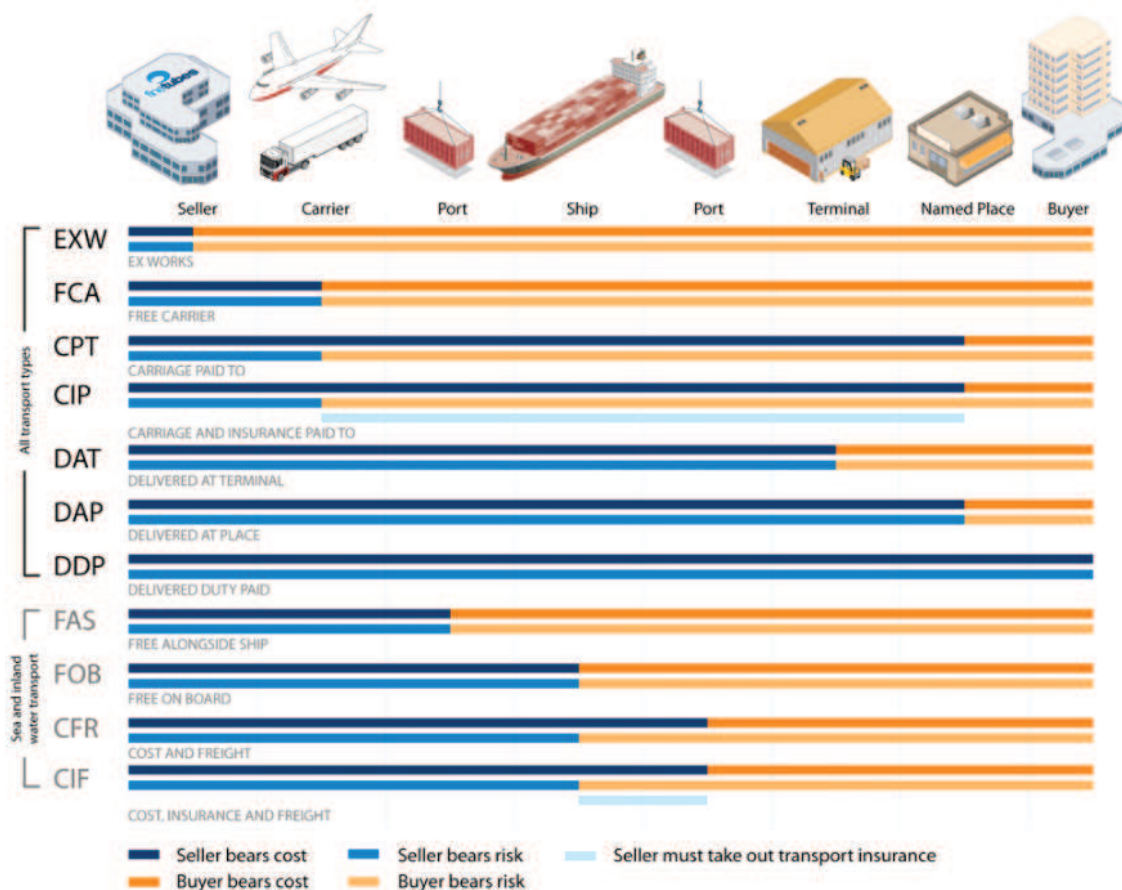 Seller Carrier Port Ship Port Terminal Named Place Buyer
All transport types
EXW
EX WORKS
FCA
FREE CARRIER
CPT
CARRIAGE PAID TO
CIP
CARRIAGE AND INSURANCE PAID TO
DAT
DELIVERED AT TERMINAL
DAP
DELIVERED AT PLACE
DDP
DELIVERED DUTY PAID
Sea and inland
water transport
FAS
FREE ALONGSIDE SHIP
FOB
FREE ON BOARD
CFR
COST AND FREIGHT
CIF
COST, INSURANCE AND FREIGHT
Seller bears cost Seller bears risk Seller must take out transport insurance
Buyer bears cost Buyer bears risk